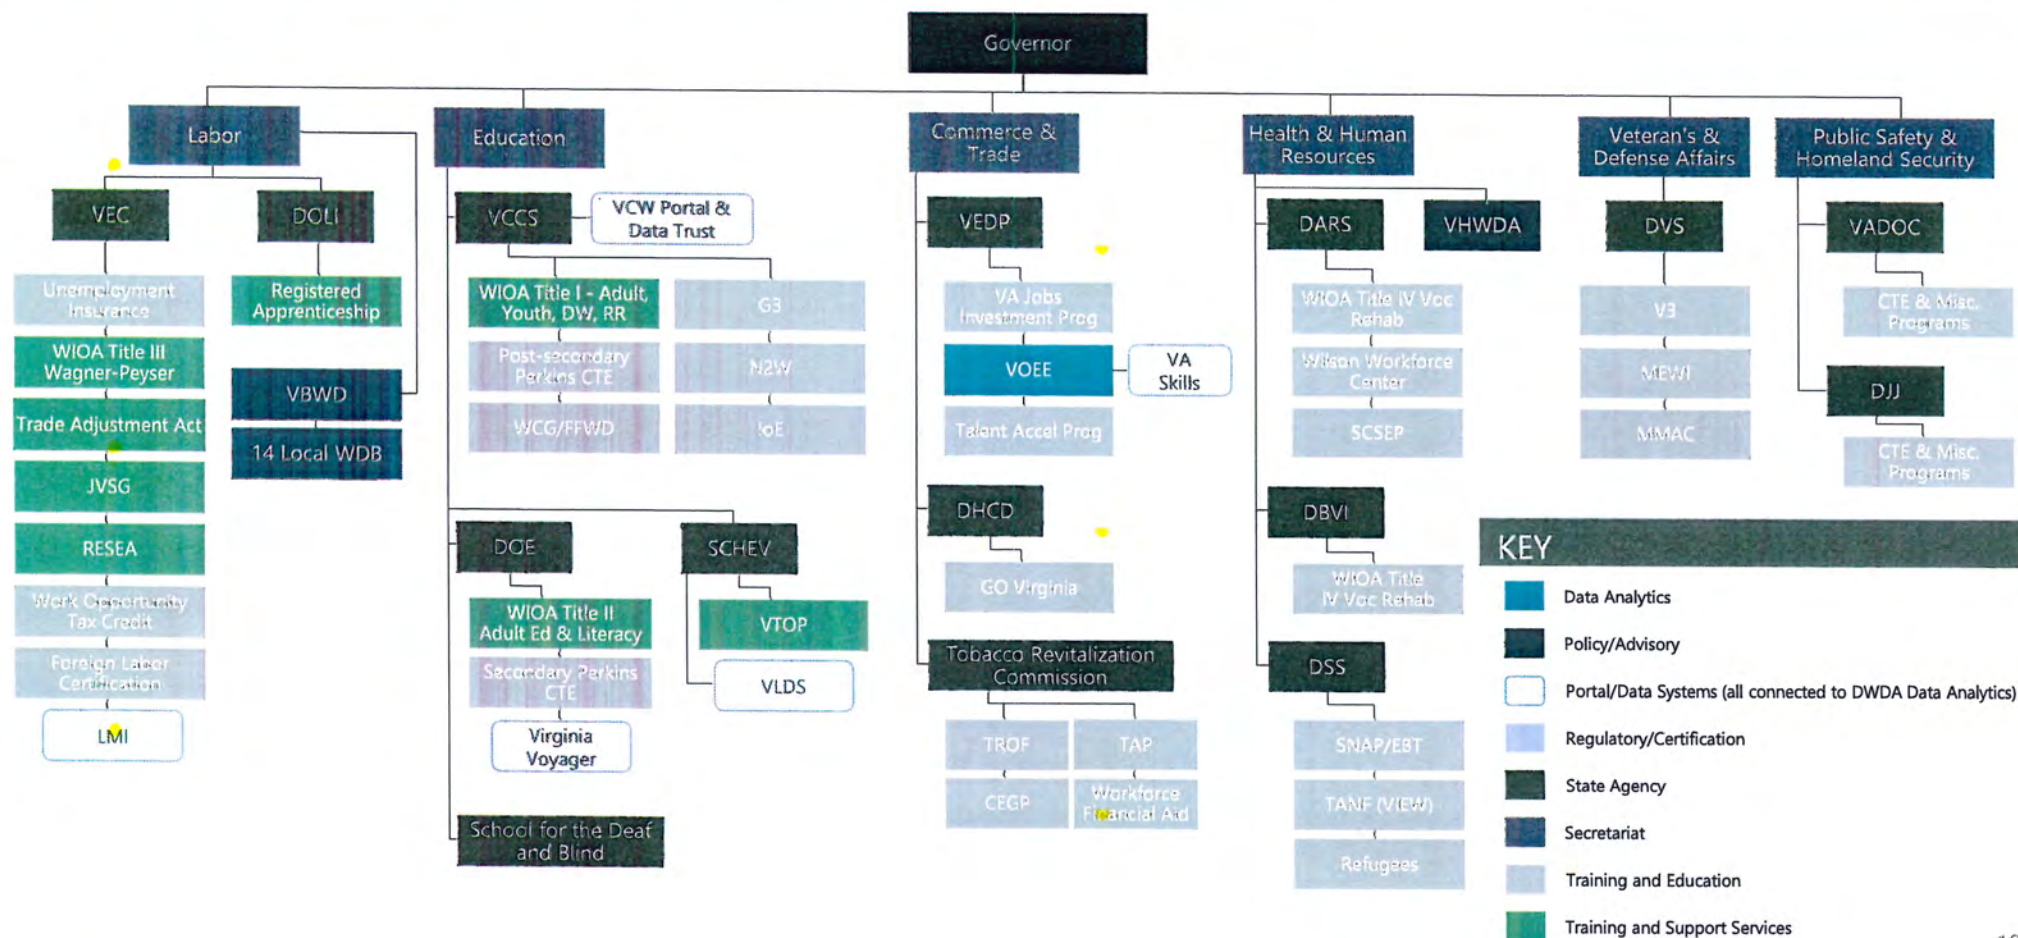 Governor
Labor
Education
Commerce &
Trade
Health & Human
Resources
Veteran's &
Defense Affairs
Public Safety &
Homeland Security
VEC
DOLI
Unemployment
Insurance
WIOA Title III
Wagner-Peyser
Trade Adjustment Act
JVSG
RESEA
Work Opportunity
Tax Credit
Foreign Labor
Certification
LMI
Registered
Apprenticeship
VBWD
14 Local WDB
VCCS
VCW Portal &
Data Trust
WIOA Title I - Adult,
Youth, DW, RR
Post-secondary
Perkins CTE
WCG/FFWD
G3
N2W
IoE
DOE
WIOA Title II
Adult Ed & Literacy
Secondary Perkins
CTE
Virginia
Voyager
SCHEV
VTOP
VLDS
School for the Deaf
and Blind
VEDP
VA Jobs
Investment Prog
VOEE
VA
Skills
Talent Accel Prog
DHCD
GO Virginia
Tobacco Revitalization
Commission
TROF
CEGP
TAP
Workforce
Financial Aid
DARS
VHWDA
WIOA Title IV Voc
Rehab
Wilson Workforce
Center
SCSEP
DBVI
WIOA Title
IV Voc Rehab
DSS
SNAP/EBT
TANF (VIEW)
Refugees
DVS
V3
MEWI
MMAC
VADOC
CTE & Misc.
Programs
DJJ
CTE & Misc.
Programs
KEY
Data Analytics
Policy/Advisory
Portal/Data Systems (all connected to DWDA Data Analytics)
Regulatory/Certification
State Agency
Secretariat
Training and Education
Training and Support Services